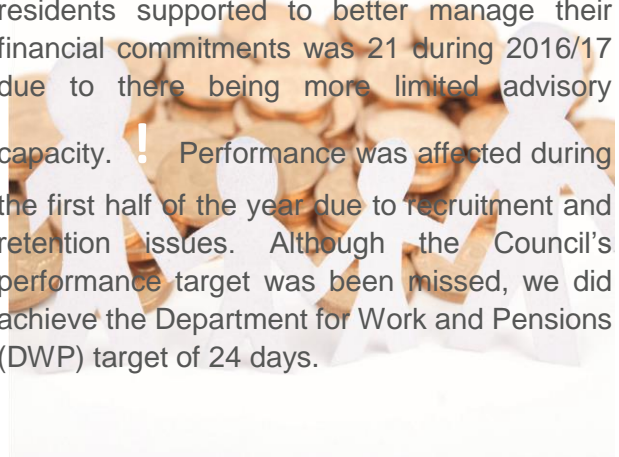 residents supported to better manage their
financial commitments was 21 during 2016/17
due to there being more limited advisory
capacity. ! Performance was affected during
the first half of the year due to recruitment and
retention issues. Although the Council's
performance target was been missed, we did
achieve the Department for Work and Pensions
(DWP) target of 24 days.